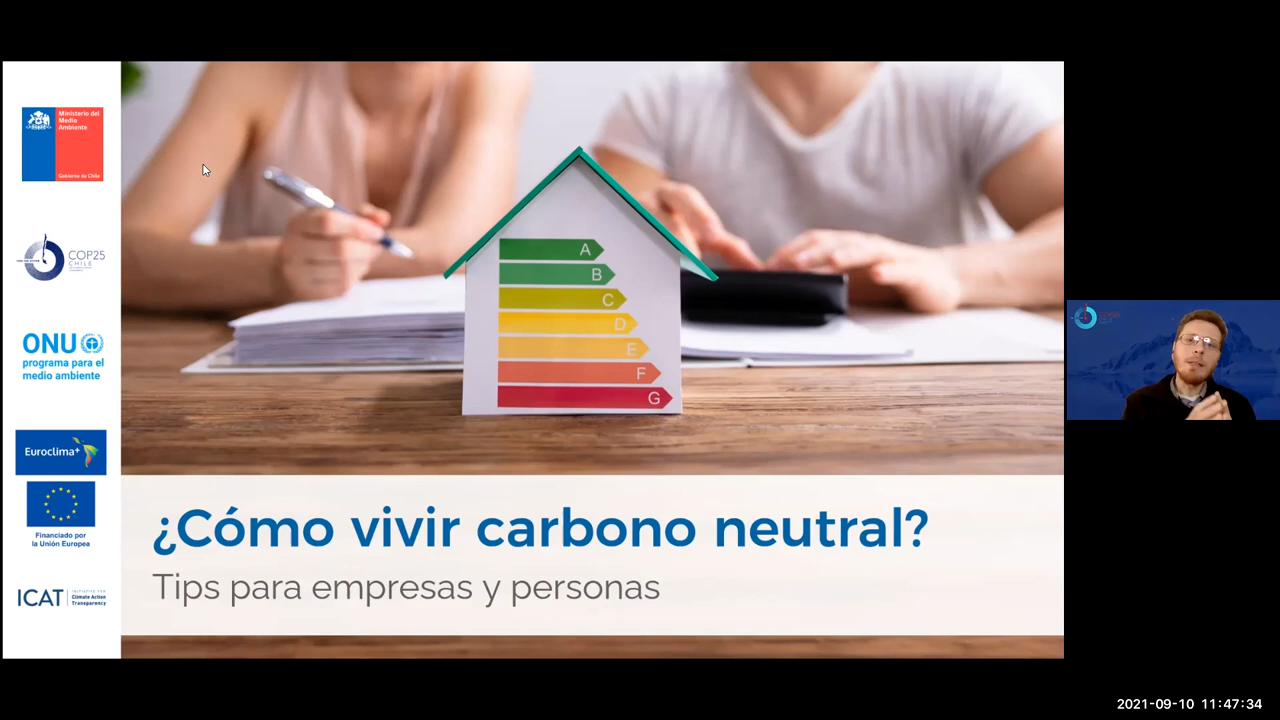 Ministerio del
Medio
Ambiente
Gobierno de Chile
COP25
CHILE
ONU
programa para el
medio ambiente
Euroclima+
Financiado por
la Unión Europea
ICAT
INITIATIVE FOR
Climate Action
Transparency
A
B
C
D
E
F
G
¿Cómo vivir carbono neutral?
Tips para empresas y personas
2021-09-10 11:47:34